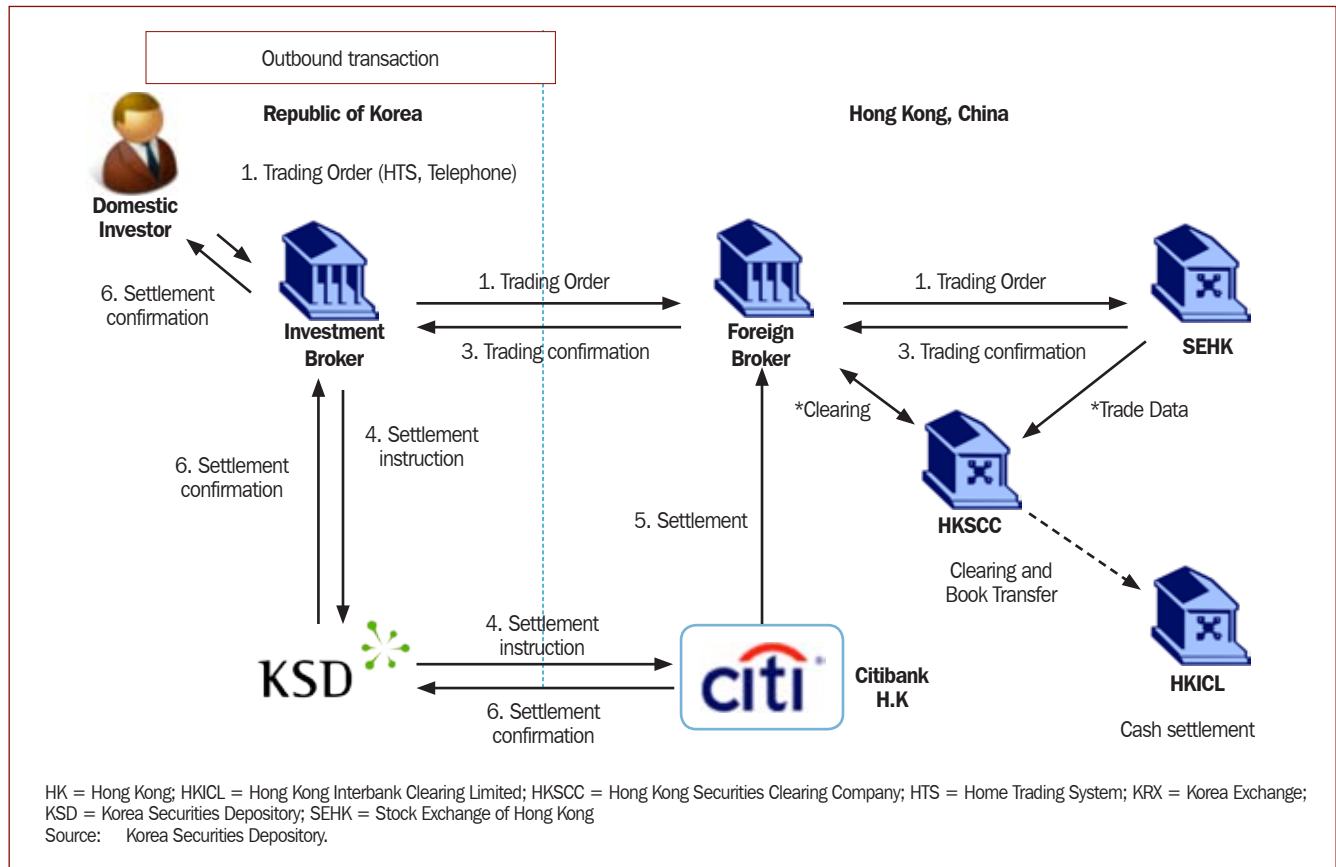 Outbound transaction
Republic of Korea
Hong Kong, China
1. Trading Order (HTS, Telephone)
Domestic
Investor
6. Settlement
confirmation
Investment
Broker
1. Trading Order
3. Trading confirmation
Foreign
Broker
1. Trading Order
3. Trading confirmation
SEHK
*Clearing
*Trade Data
6. Settlement
confirmation
4. Settlement
instruction
5. Settlement
HKSCC
Clearing and
Book Transfer
HKICL
Cash settlement
KSD
4. Settlement
instruction
6. Settlement
confirmation
citi
Citibank
H.K
HK = Hong Kong; HKICL = Hong Kong Interbank Clearing Limited; HKSCC = Hong Kong Securities Clearing Company; HTS = Home Trading System; KRX = Korea Exchange;
KSD = Korea Securities Depository; SEHK = Stock Exchange of Hong Kong
Source: Korea Securities Depository.